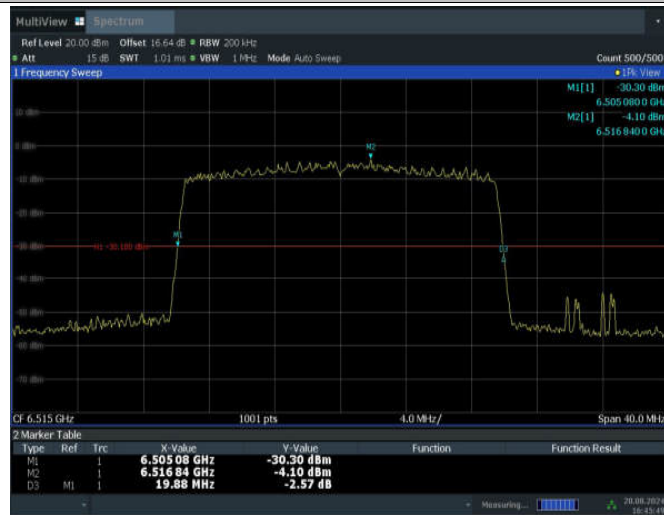 MultiView Spectrum
Ref Level 20.00 dBm Offset 16.64 dB RBW 200 kHz
Att 15 dB SWT 1.01 ms VBW 1 MHz Mode Auto Sweep Count 500/500
1 Frequency Sweep 1Pk View
M1[1] -30.30 dBm
6.505 080 0 GHz
M2[1] -4.10 dBm
6.516 840 0 GHz
M2
M1
D3
CF 6.515 GHz 1001 pts 4.0 MHz/ Span 40.0 MHz
2 Marker Table
Type Ref Trc X-Value Y-Value Function Function Result
M1 1 6.505 08 GHz -30.30 dBm
M2 1 6.516 84 GHz -4.10 dBm
D3 M1 1 19.88 MHz -2.57 dB
Measuring...